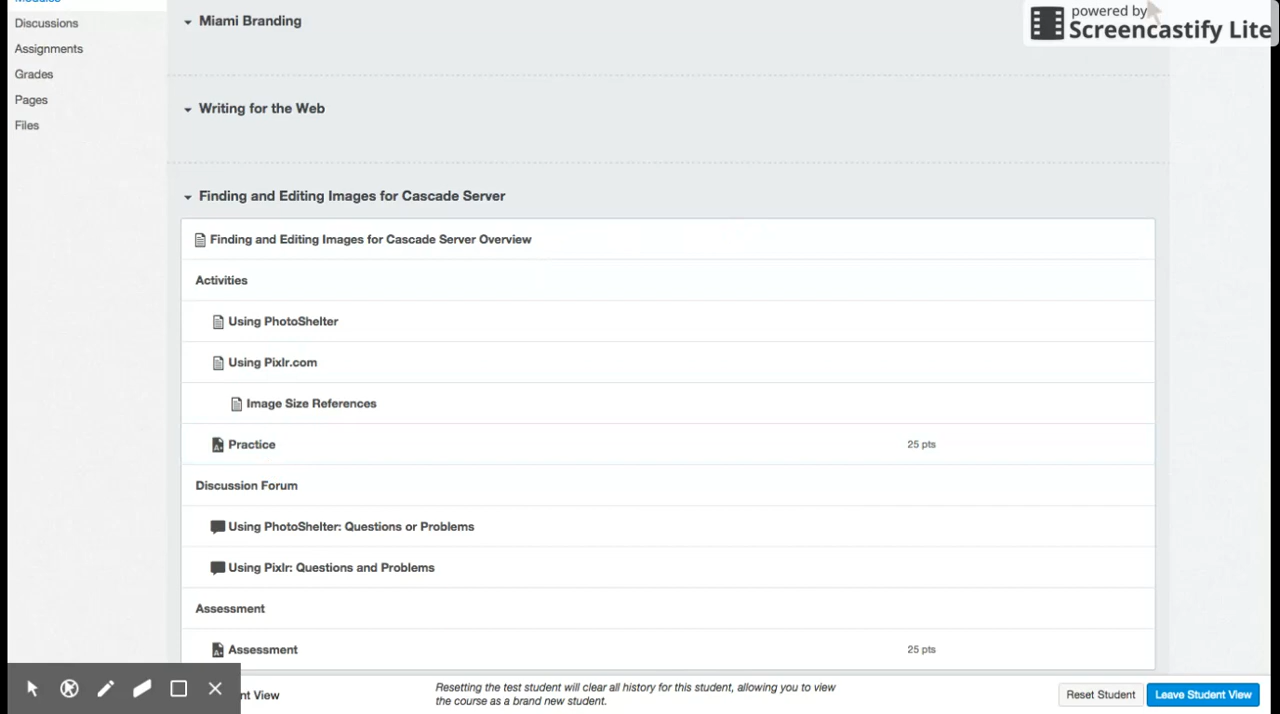 Discussions
Assignments
Grades
Pages
Files
Miami Branding
powered by
Screencastify Lite
Writing for the Web
Finding and Editing Images for Cascade Server
Finding and Editing Images for Cascade Server Overview
Activities
Using PhotoShelter
Using Pixlr.com
Image Size References
Practice 25 pts
Discussion Forum
Using PhotoShelter: Questions or Problems
Using Pixlr: Questions and Problems
Assessment
Assessment 25 pts
View
Resetting the test student will clear all history for this student, allowing you to view
the course as a brand new student.
Reset Student
Leave Student View